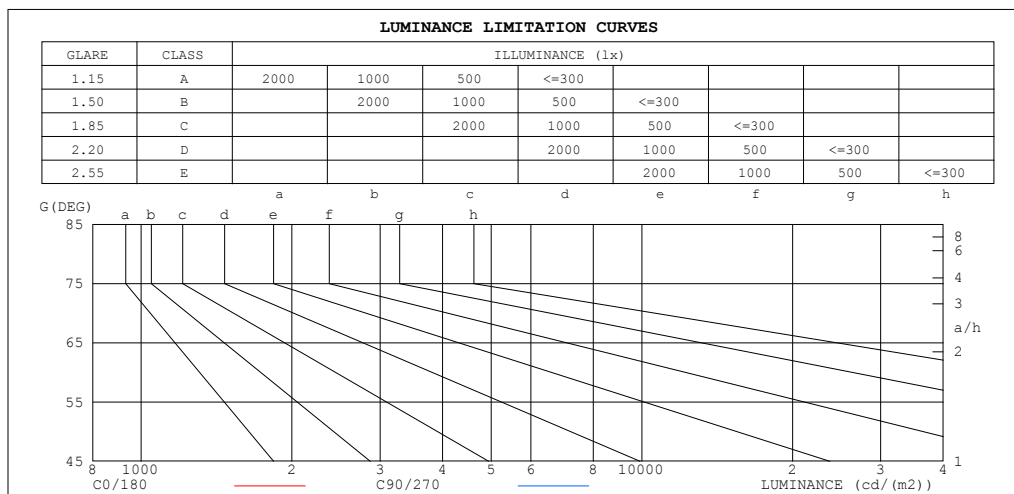 LUMINANCE LIMITATION CURVES
GLARE CLASS ILLUMINANCE (lx)
1.15 A 2000 1000 500 <=300
1.50 B 2000 1000 500 <=300
1.85 C 2000 1000 500 <=300
2.20 D 2000 1000 500 <=300
2.55 E 2000 1000 500 <=300
a b c d e f g h
G(DEG)
a b c d e f g h
85
8
6
75 4
3
a/h
65 2
55
45 1
8 1000 2 3 4 5 6 8 10000 2 3 4
C0/180 C90/270 LUMINANCE (cd/(m2))